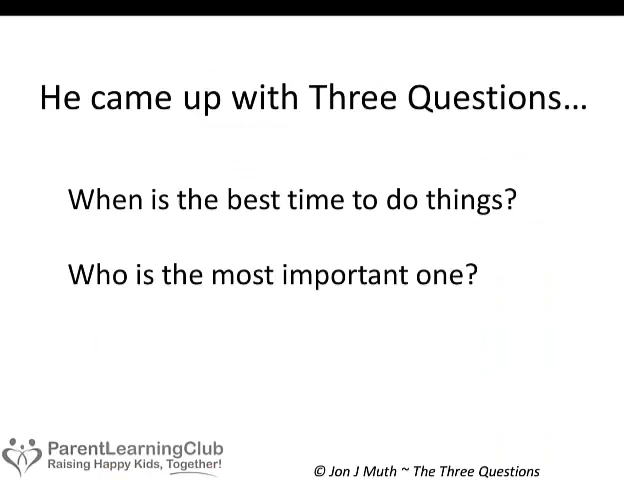 He came up with Three Questions...
When is the best time to do things?
Who is the most important one?
ParentLearningClub
Raising Happy Kids, Together!
© Jon J Muth ~ The Three Questions